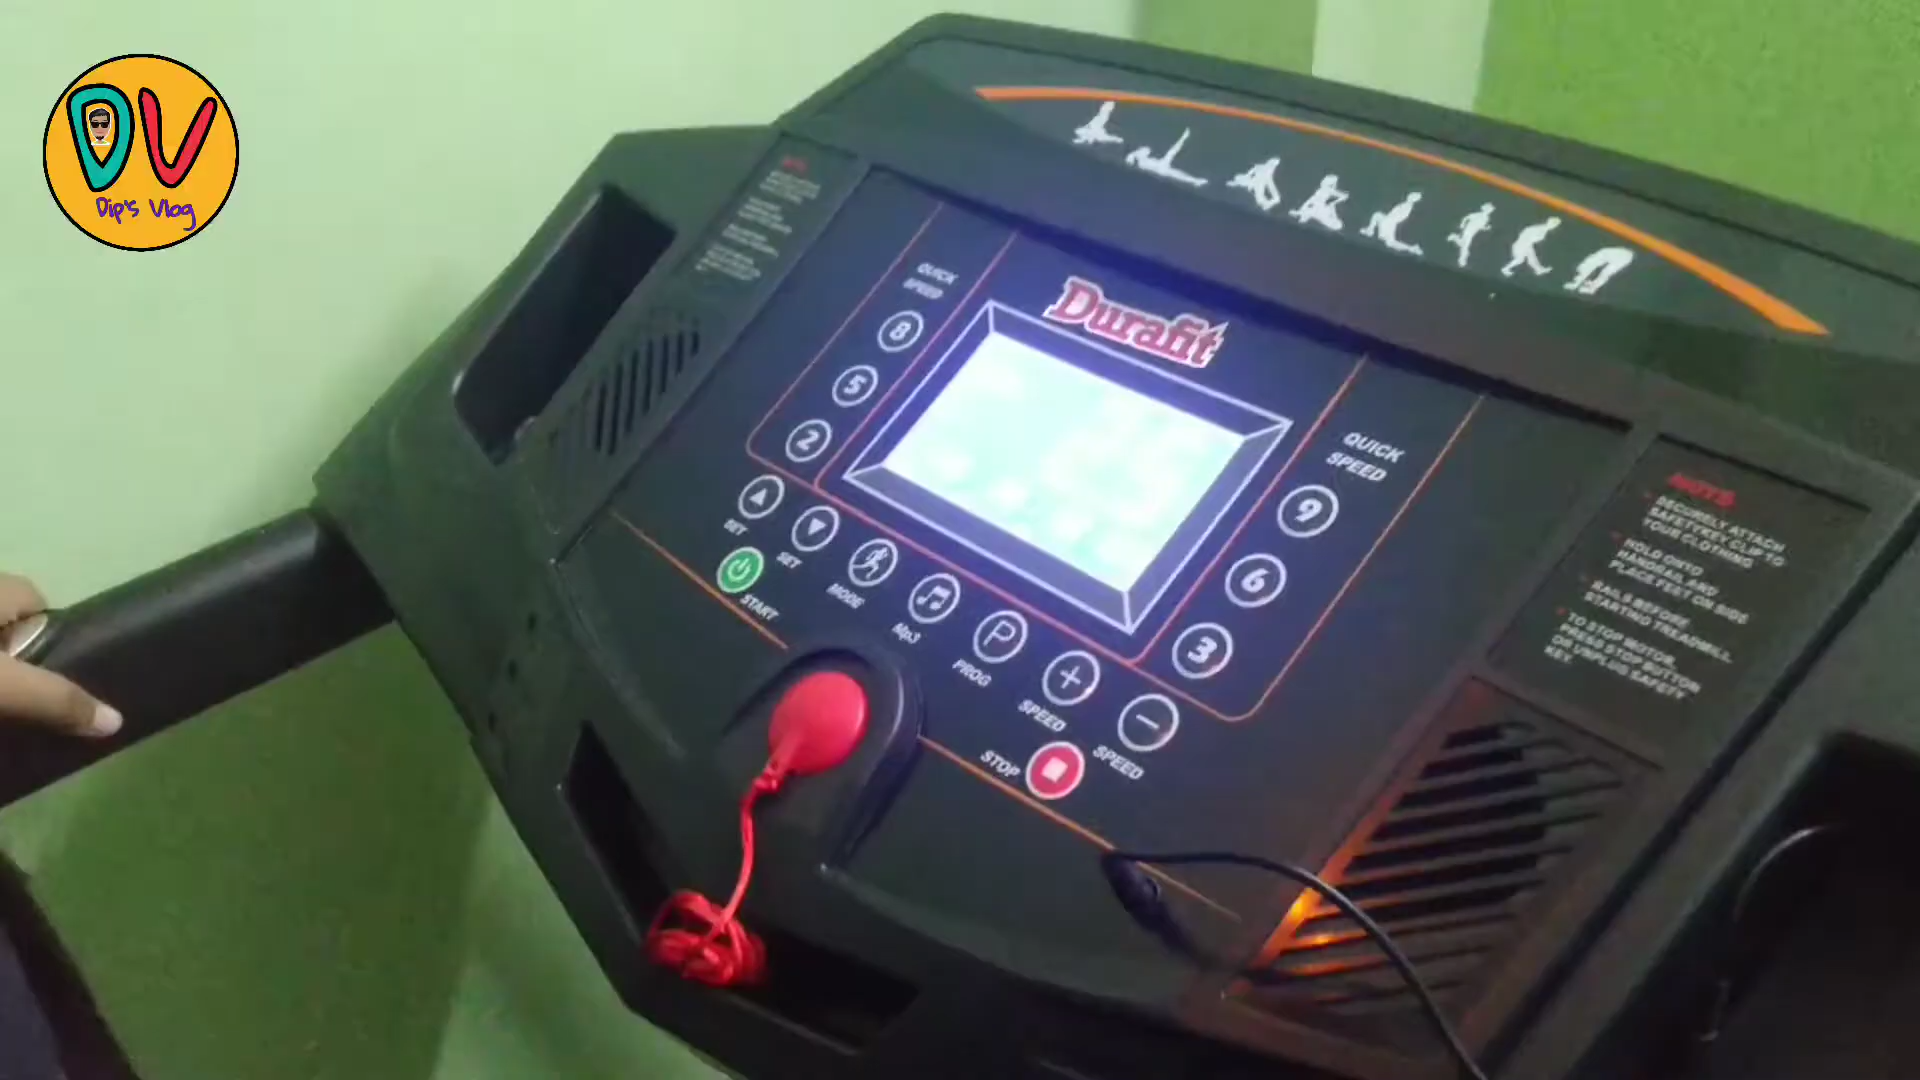 DV
Dip's Vlog
Durafit
QUICK
SPEED
8
5
2
SET
SET
MODE
Mp3
PROG
SPEED
SPEED
START
STOP
QUICK
SPEED
9
6
3
NOTE
SECURELY ATTACH
SAFETY KEY CLIP TO
YOUR CLOTHING
HOLD ONTO
HANDRAIL AND
PLACE FEET ON SIDE
RAILS BEFORE
STARTING TREADMILL
TO STOP MOTOR,
PRESS STOP BUTTON
OR UNPLUG SAFETY
KEY.